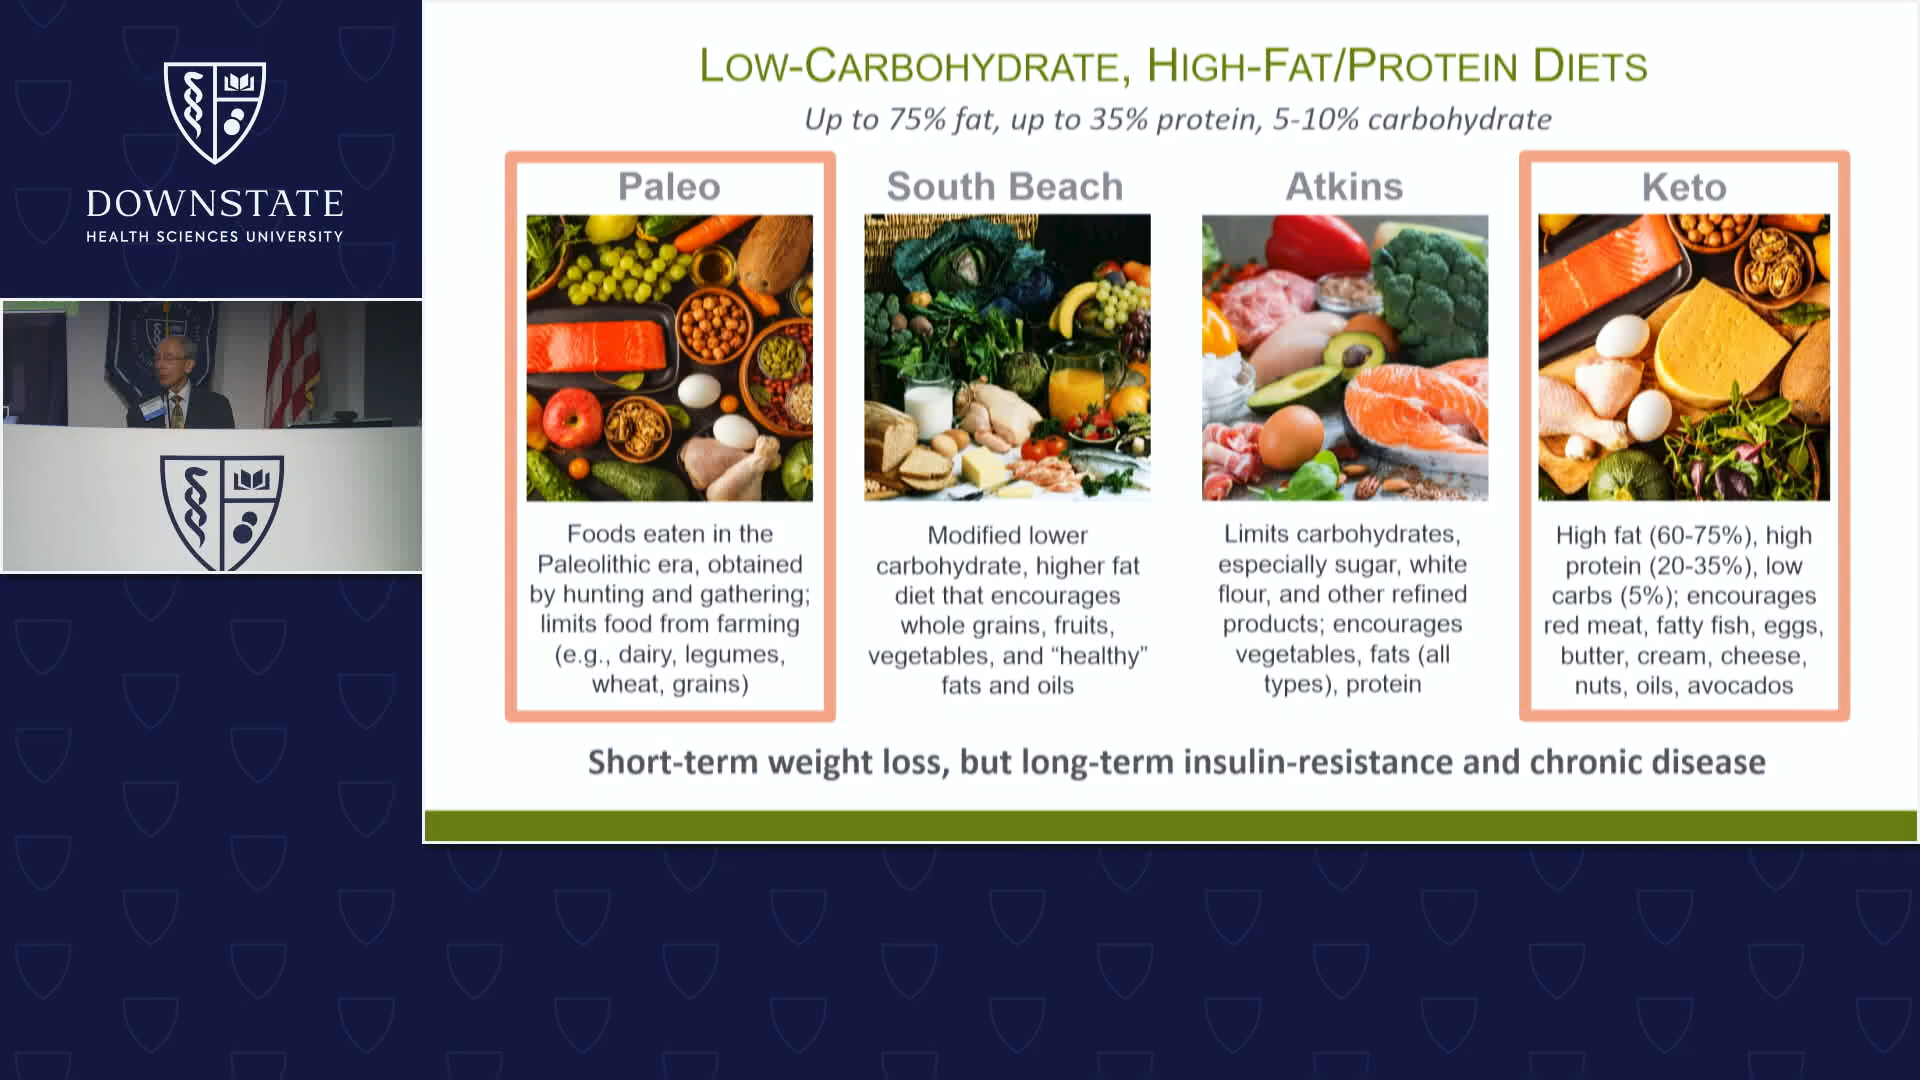 DOWNSTATE
HEALTH SCIENCES UNIVERSITY
LOW-CARBOHYDRATE, HIGH-FAT/PROTEIN DIETS
Up to 75% fat, up to 35% protein, 5-10% carbohydrate
Paleo
Foods eaten in the
Paleolithic era, obtained
by hunting and gathering;
limits food from farming
(e.g., dairy, legumes,
wheat, grains)
South Beach
Modified lower
carbohydrate, higher fat
diet that encourages
whole grains, fruits,
vegetables, and “healthy”
fats and oils
Atkins
Limits carbohydrates,
especially sugar, white
flour, and other refined
products; encourages
vegetables, fats (all
types), protein
Keto
High fat (60-75%), high
protein (20-35%), low
carbs (5%); encourages
red meat, fatty fish, eggs,
butter, cream, cheese,
nuts, oils, avocados
Short-term weight loss, but long-term insulin-resistance and chronic disease